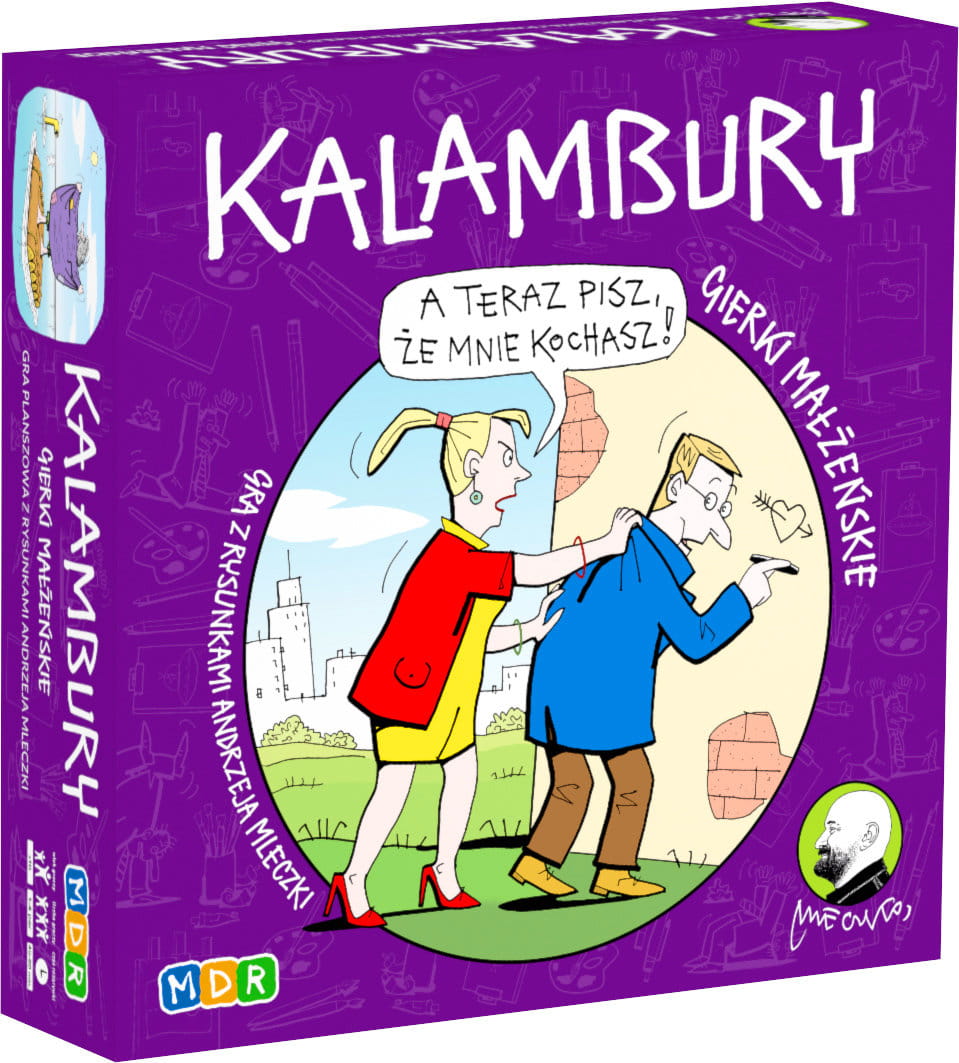 KALAMBURY
KALAMBURY
A TERAZ PISZ,
ŻE MNIE KOCHASZ!
GIERKI MAŁŻEŃSKIE
GRA Z RYSUNKAMI ANDRZEJA MLECZKI
MDR
KALAMBURY
GIERKI MAŁŻEŃSKIE
GRA PLANSZOWA Z RYSUNKAMI ANDRZEJA MLECZKI
MDR